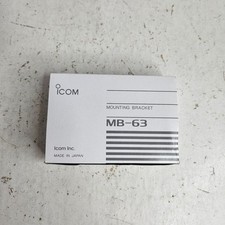 ICOM
MOUNTING BRACKET
MB-63
Icom Inc.
MADE IN JAPAN